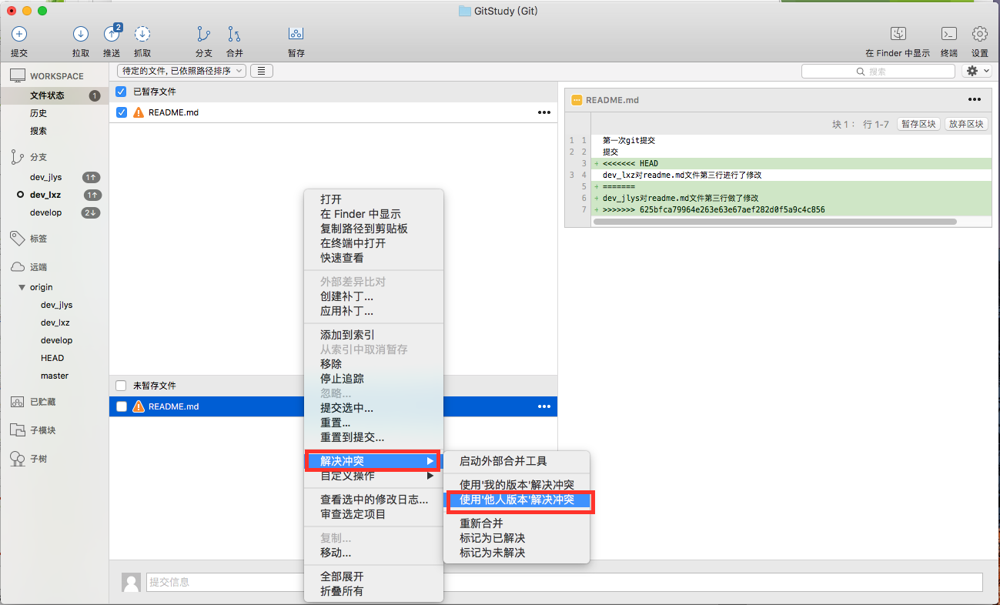 GitStudy (Git)
2
提交
拉取
推送
抓取
分支
合并
暂存
在 Finder 中显示
终端
设置
WORKSPACE
文件状态 1
历史
搜索
分支
dev_jlys 1↑
dev_lxz 1↑
develop 2↓
标签
远端
origin
dev_jlys
dev_lxz
develop
HEAD
master
已贮藏
子模块
子树
待定的文件, 已依照路径排序
搜索
已暂存文件
README.md
未暂存文件
README.md
提交信息
README.md
块 1： 行 1-7 暂存区块 放弃区块
1 1 第一次git提交
2 2 提交
3 + <<<<<<< HEAD
3 4 dev_lxz对readme.md文件第三行进行了修改
5 + =======
6 + dev_jlys对readme.md文件第三行做了修改
7 + >>>>>>> 625bfca79964e263e63e67aef282d0f5a9c4c856
打开
在 Finder 中显示
复制路径到剪贴板
在终端中打开
快速查看
外部差异比对
创建补丁...
应用补丁...
添加到索引
从索引中取消暂存
移除
停止追踪
忽略...
提交选中...
重置...
重置到提交...
解决冲突
自定义操作
查看选中的修改日志...
审查选定项目
复制...
移动...
全部展开
折叠所有
启动外部合并工具
使用'我的版本'解决冲突
使用'他人版本'解决冲突
重新合并
标记为已解决
标记为未解决